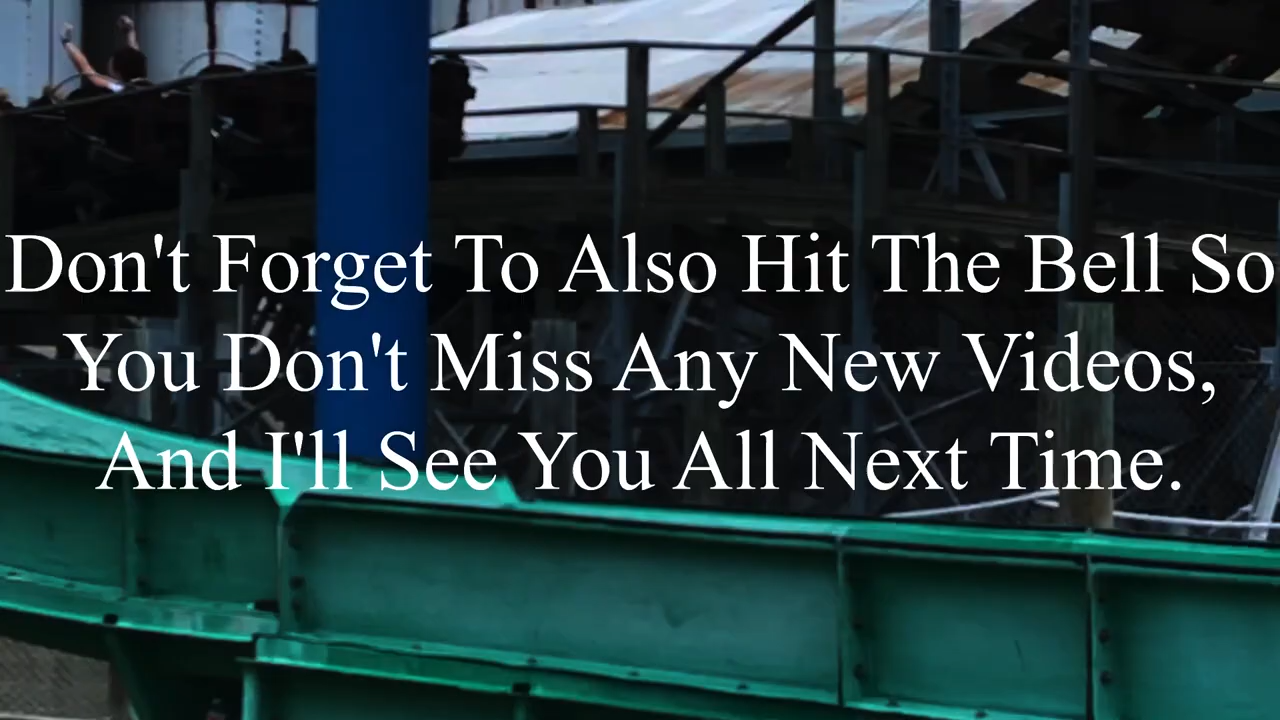 Don't Forget To Also Hit The Bell So
You Don't Miss Any New Videos,
And I'll See You All Next Time.